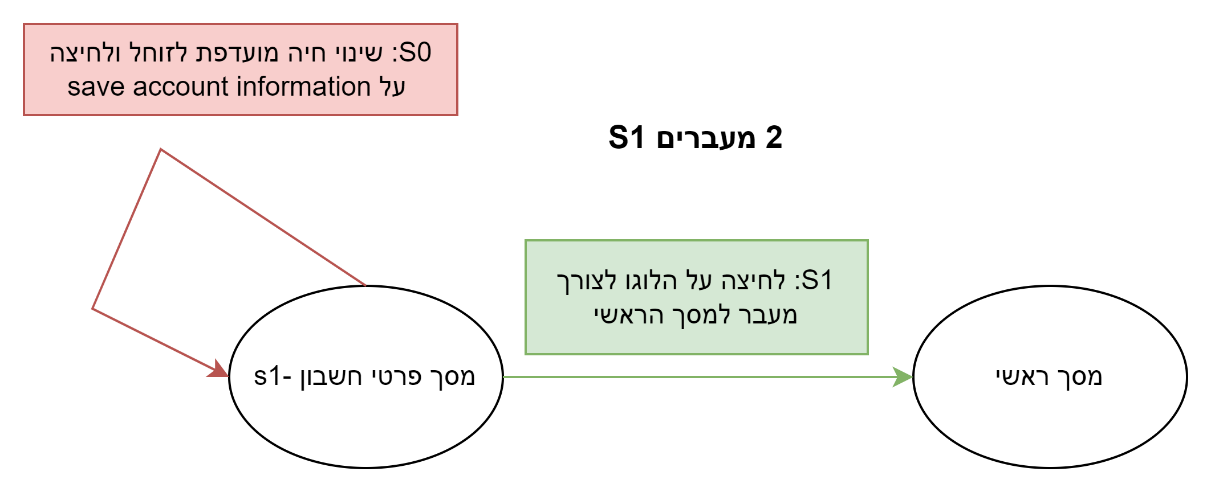 S0: שינוי חיה מועדפת לזוחל ולחיצה
על save account information
2 מעברים S1
S1: לחיצה על הלוגו לצורך
מעבר למסך הראשי
מסך פרטי חשבון -s1
מסך ראשי